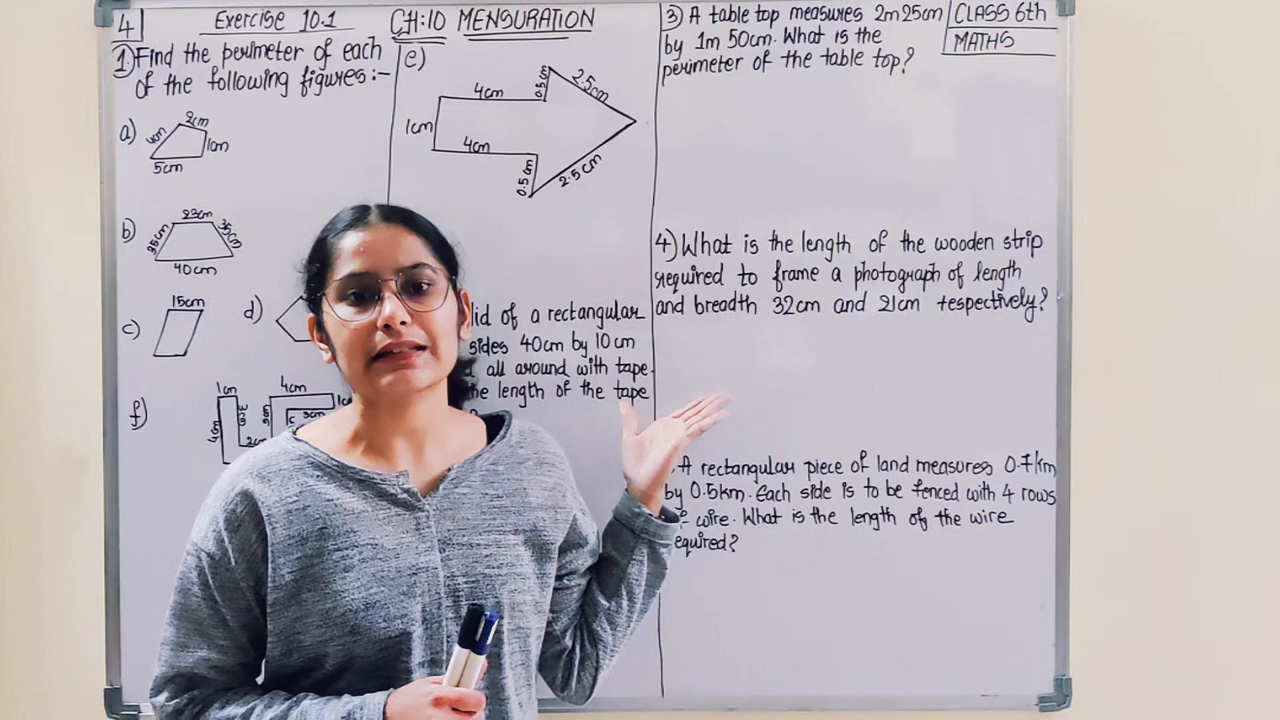 4
Exercise 10.1
CH:10 MENSURATION
CLASS 6th
MATHS
1) Find the perimeter of each
of the following figures:-
a)
2cm
4cm
1cm
5cm
b)
23cm
35cm
35cm
40cm
c)
15cm
d)
f)
1cm
4cm
3cm
4cm
3cm
e)
4cm
0.5cm
2.5cm
1cm
4cm
0.5cm
2.5cm
lid of a rectangular
sides 40cm by 10cm
all around with tape.
the length of the tape
?
3) A table top measures 2m 25cm
by 1m 50cm. What is the
perimeter of the table top?
4) What is the length of the wooden strip
required to frame a photograph of length
and breadth 32cm and 21cm respectively?
A rectangular piece of land measures 0.7km
by 0.5km. Each side is to be fenced with 4 rows
wire. What is the length of the wire
equired?